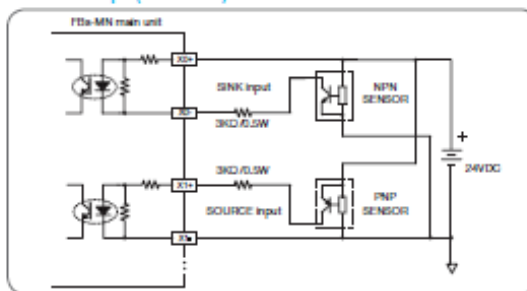 FBs-MN main unit
X0+
SINK input
NPN
SENSOR
X0-
3KΩ/0.5W
+
24VDC
3KΩ/0.5W
X1+
SOURCE input
PNP
SENSOR
X1-